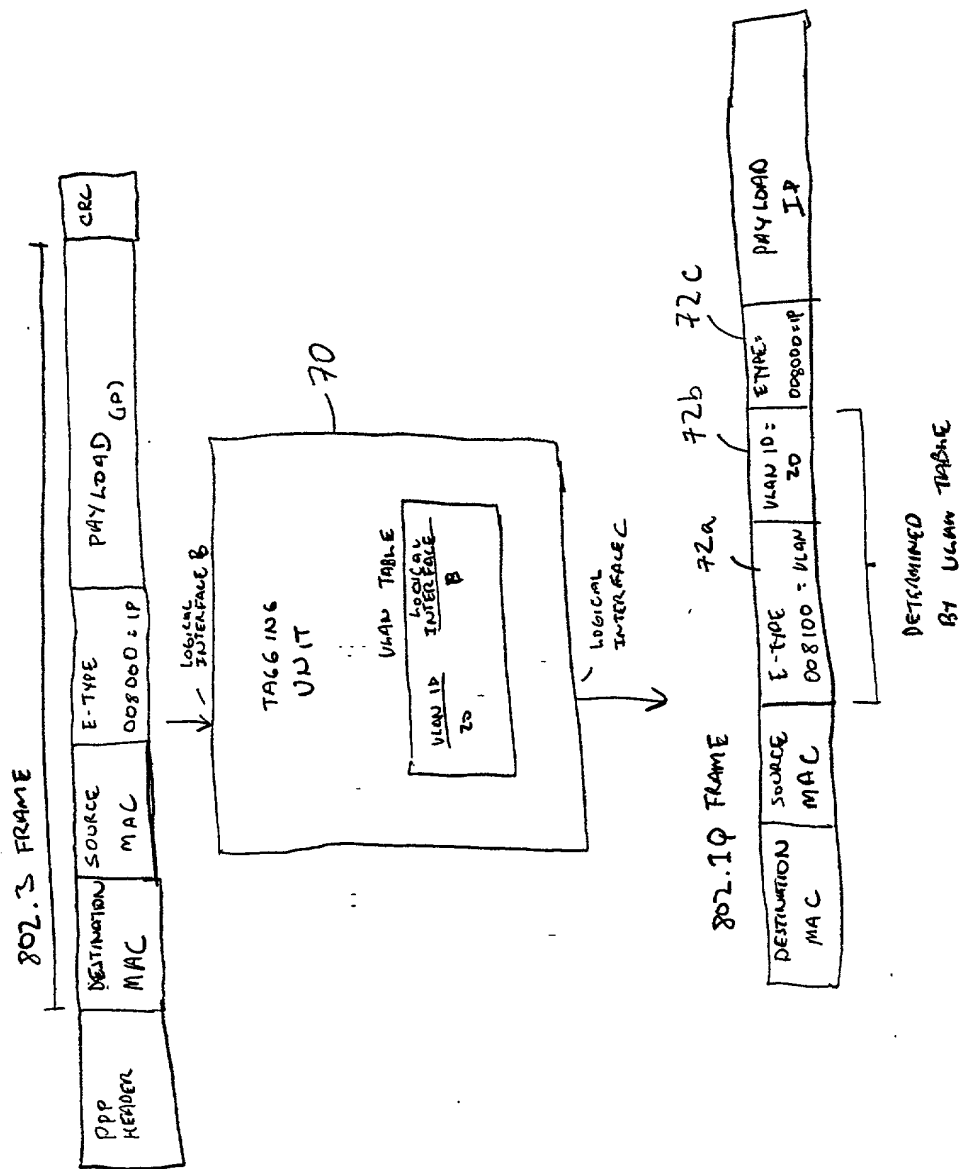 802.3 FRAME
PPP
HEADER
DESTINATION
MAC
SOURCE
MAC
E-TYPE
008000 = IP
PAYLOAD
(IP)
CRC
LOGICAL
INTERFACE B
70
TAGGING
UNIT
VLAN TABLE
VLAN ID
LOGICAL
INTERFACE
20
B
LOGICAL
INTERFACE C
802.1Q FRAME
72a
72b
72c
DESTINATION
MAC
SOURCE
MAC
E-TYPE
008100 = VLAN
VLAN ID =
20
ETYPE=
008000=IP
PAYLOAD
IP
DETERMINED
BY VLAN TABLE